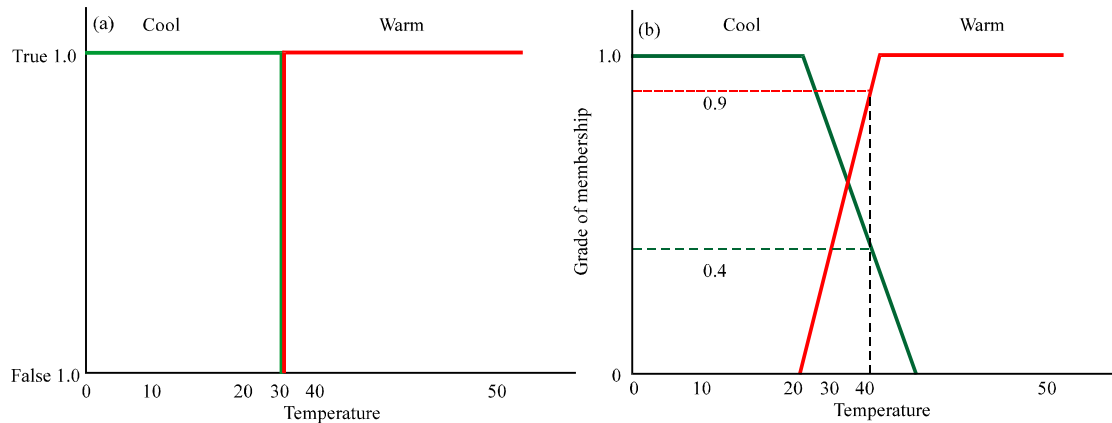 (a) Cool Warm
True 1.0
False 1.0
0 10 20 30 40 50
Temperature
(b) Cool Warm
1.0
0.9
Grade of membership
0.4
0
0 10 20 30 40 50
Temperature